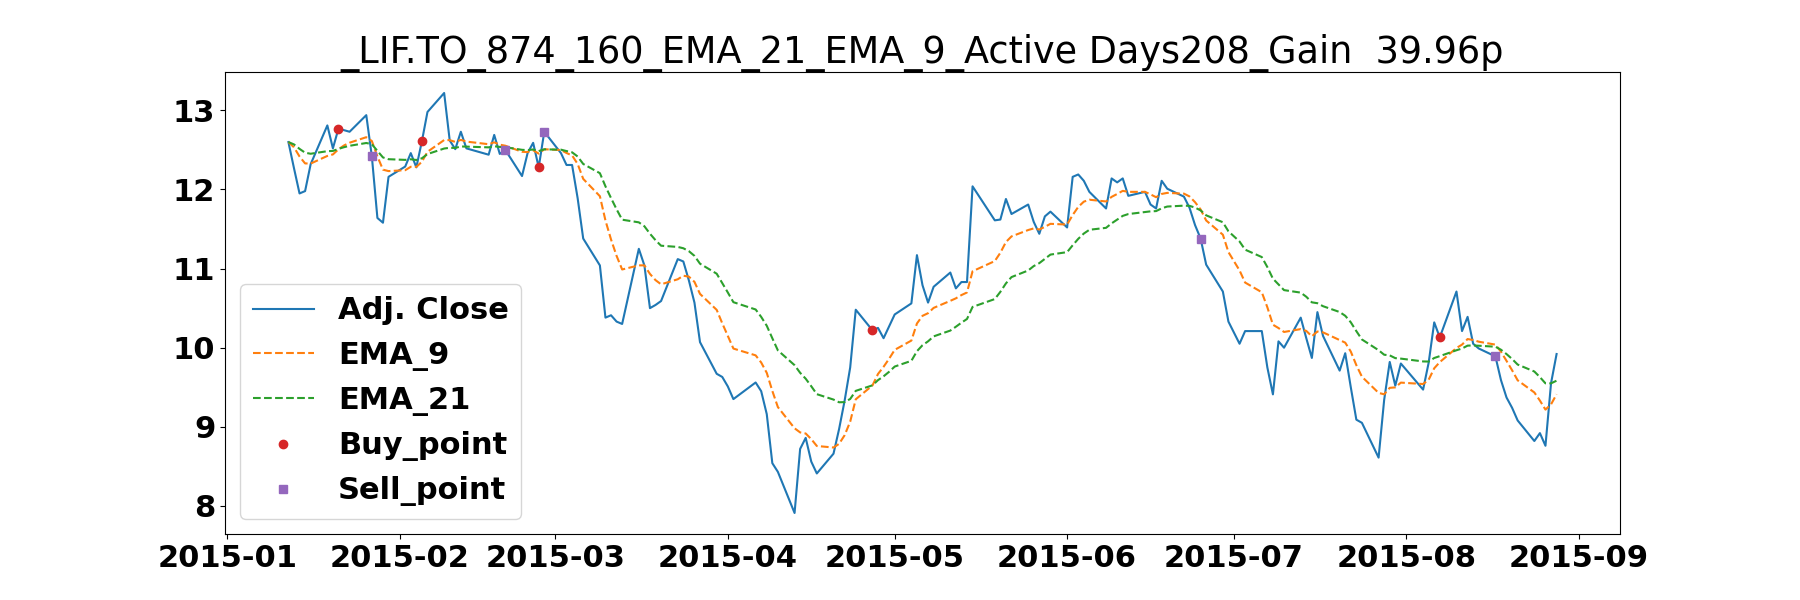 _LIF.TO_874_160_EMA_21_EMA_9_Active Days208_Gain  39.96p
13
12
11
10
9
8
Adj. Close
EMA_9
EMA_21
Buy_point
Sell_point
2015-01 2015-02 2015-03 2015-04 2015-05 2015-06 2015-07 2015-08 2015-09